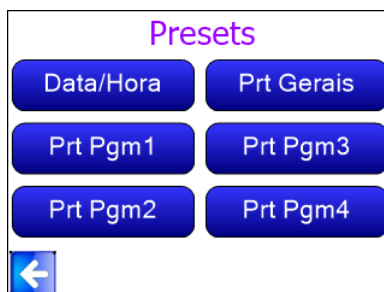 Presets
Data/Hora
Prt Gerais
Prt Pgm1
Prt Pgm3
Prt Pgm2
Prt Pgm4